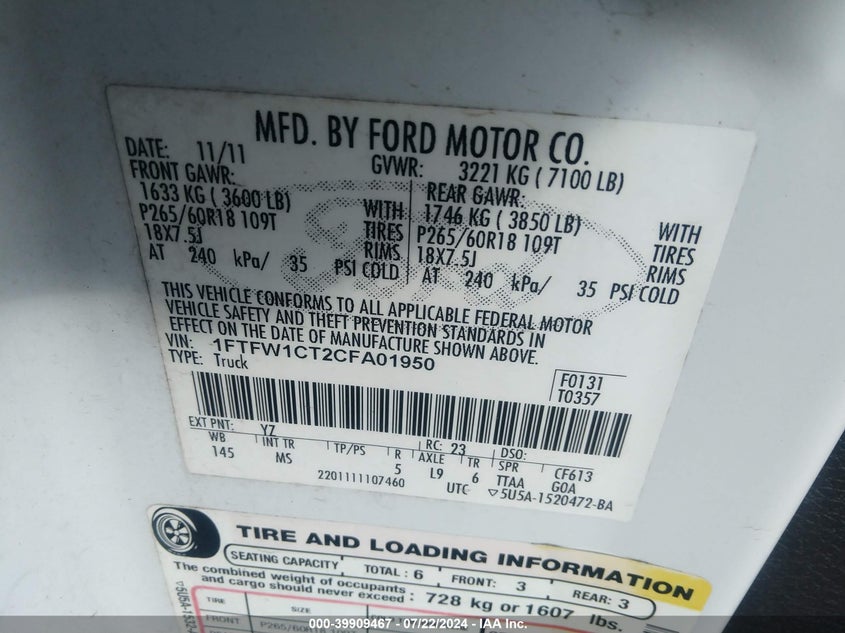 MFD. BY FORD MOTOR CO.
DATE: 11/11 GVWR: 3221 KG ( 7100 LB)
FRONT GAWR: REAR GAWR:
1633 KG ( 3600 LB) WITH 1746 KG ( 3850 LB) WITH
P265/60R18 109T TIRES P265/60R18 109T TIRES
18X7.5J RIMS 18X7.5J RIMS
AT 240 kPa/ 35 PSI COLD AT 240 kPa/ 35 PSI COLD
THIS VEHICLE CONFORMS TO ALL APPLICABLE FEDERAL MOTOR
VEHICLE SAFETY AND THEFT PREVENTION STANDARDS IN
EFFECT ON THE DATE OF MANUFACTURE SHOWN ABOVE.
VIN: 1FTFW1CT2CFA01950
TYPE: Truck
F0131
T0357
EXT PNT: YZ RC: 23 DSO:
WB INT TR TP/PS R AXLE TR SPR CF613
145 MS 5 L9 6 TTAA GOA
2201111107460 UTC ▽5U5A-1520472-BA
TIRE AND LOADING INFORMATION
SEATING CAPACITY TOTAL : 6 FRONT: 3 REAR: 3
The combined weight of occupants
and cargo should never exceed : 728 kg or 1607 lbs.
TIRE SIZE
FRONT P265/60R18 109T
000-39909467 - 07/22/2024 - IAA Inc.